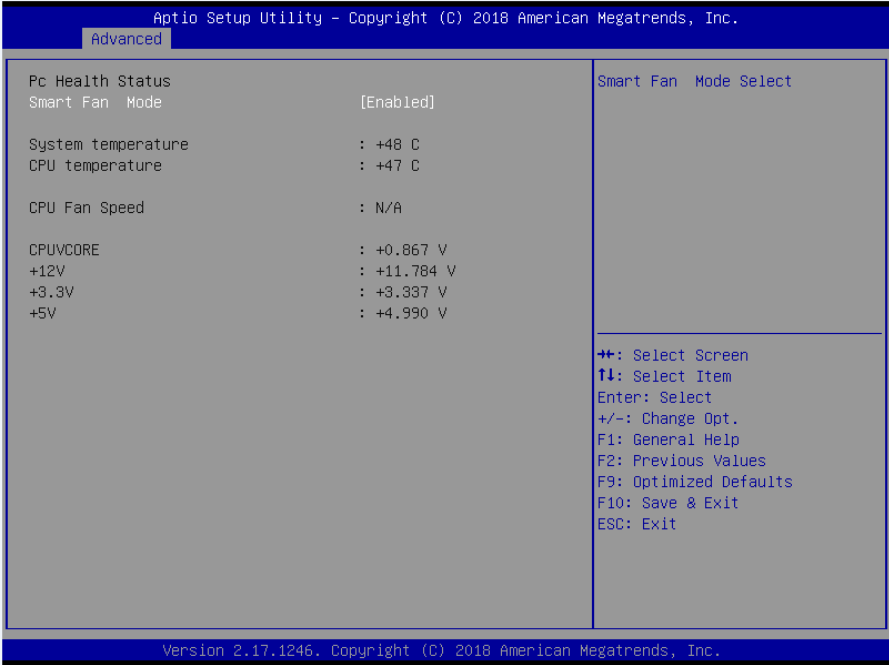 Aptio Setup Utility – Copyright (C) 2018 American Megatrends, Inc.
Advanced
Pc Health Status
Smart Fan  Mode [Enabled]
System temperature : +48 C
CPU temperature : +47 C
CPU Fan Speed : N/A
CPUVCORE : +0.867 V
+12V : +11.784 V
+3.3V : +3.337 V
+5V : +4.990 V
Smart Fan  Mode Select
→←: Select Screen
↑↓: Select Item
Enter: Select
+/-: Change Opt.
F1: General Help
F2: Previous Values
F9: Optimized Defaults
F10: Save & Exit
ESC: Exit
Version 2.17.1246. Copyright (C) 2018 American Megatrends, Inc.